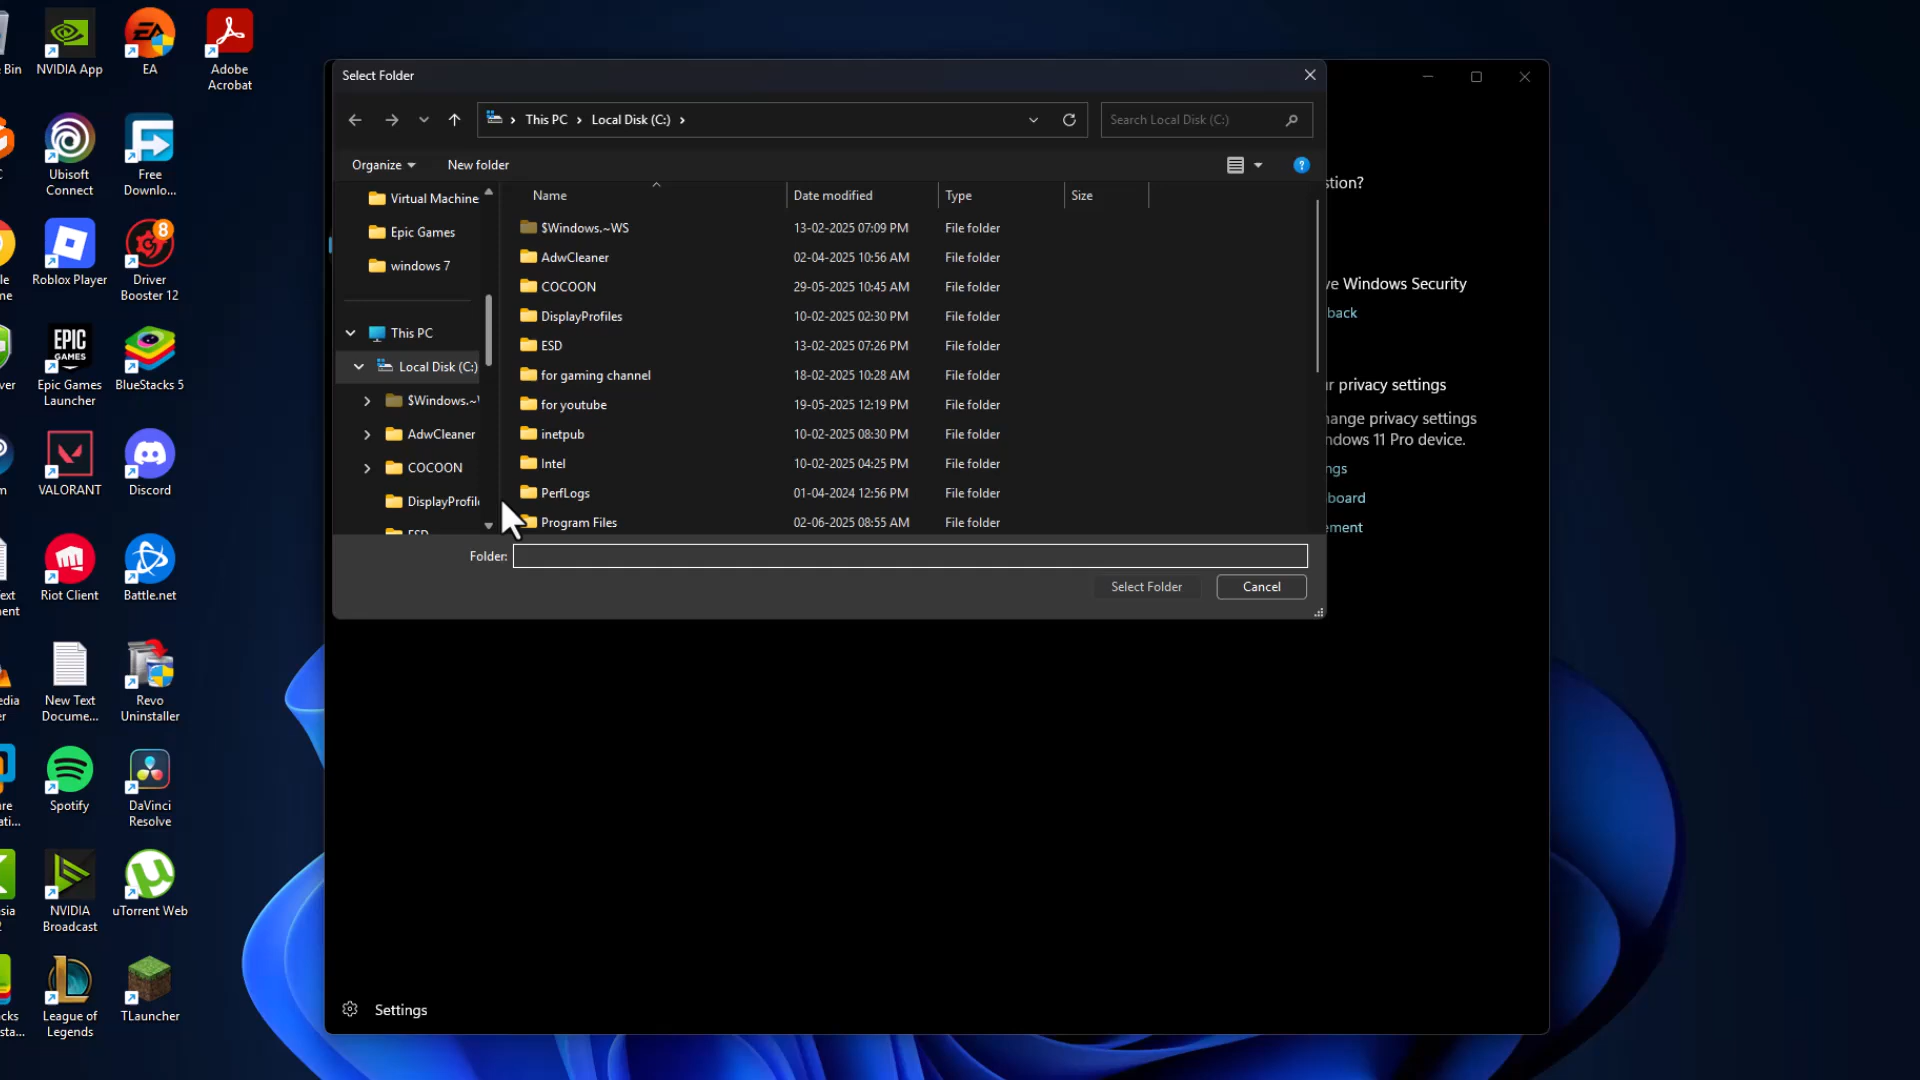 Bin
NVIDIA App
EA
Adobe
Acrobat
Ubisoft
Connect
Free
Downlo...
Roblox Player
Driver
Booster 12
8
EPIC
GAMES
Epic Games
Launcher
BlueStacks 5
VALORANT
Discord
Riot Client
Battle.net
New Text
Docume...
Revo
Uninstaller
Spotify
DaVinci
Resolve
NVIDIA
Broadcast
uTorrent Web
League of
Legends
TLauncher
Select Folder
This PC
Local Disk (C:)
Search Local Disk (C:)
Organize
New folder
Virtual Machine
Epic Games
windows 7
This PC
Local Disk (C:)
$Windows.~
AdwCleaner
COCOON
DisplayProfil
ESD
Name Date modified Type Size
$Windows.~WS 13-02-2025 07:09 PM File folder
AdwCleaner 02-04-2025 10:56 AM File folder
COCOON 29-05-2025 10:45 AM File folder
DisplayProfiles 10-02-2025 02:30 PM File folder
ESD 13-02-2025 07:26 PM File folder
for gaming channel 18-02-2025 10:28 AM File folder
for youtube 19-05-2025 12:19 PM File folder
inetpub 10-02-2025 08:30 PM File folder
Intel 10-02-2025 04:25 PM File folder
PerfLogs 01-04-2024 12:56 PM File folder
Program Files 02-06-2025 08:55 AM File folder
Folder:
Select Folder
Cancel
stion?
ve Windows Security
back
r privacy settings
hange privacy settings
ndows 11 Pro device.
ngs
board
ement
Settings